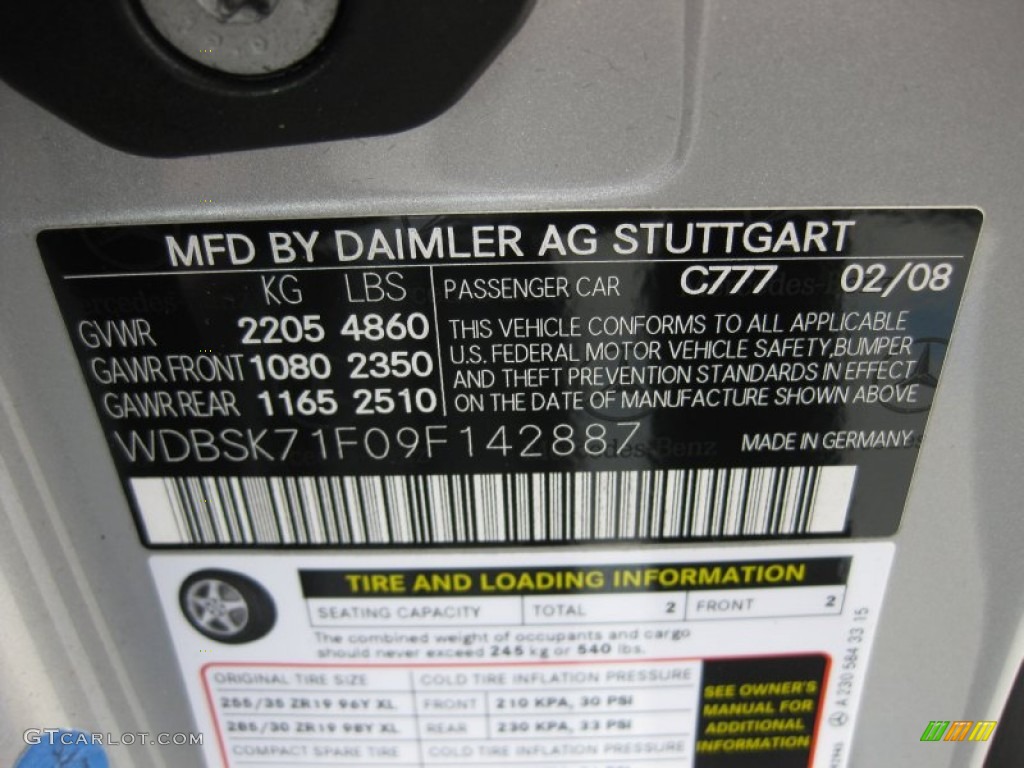 MFD BY DAIMLER AG STUTTGART
KG LBS
GVWR 2205 4860
GAWR FRONT 1080 2350
GAWR REAR 1165 2510
PASSENGER CAR C777 02/08
THIS VEHICLE CONFORMS TO ALL APPLICABLE
U.S. FEDERAL MOTOR VEHICLE SAFETY, BUMPER
AND THEFT PREVENTION STANDARDS IN EFFECT
ON THE DATE OF MANUFACTURE SHOWN ABOVE
WDBSK71F09F142887 MADE IN GERMANY
TIRE AND LOADING INFORMATION
SEATING CAPACITY TOTAL 2 FRONT 2
The combined weight of occupants and cargo
should never exceed 245 kg or 540 lbs.
ORIGINAL TIRE SIZE COLD TIRE INFLATION PRESSURE
255/35 ZR19 96Y XL FRONT 210 KPA, 30 PSI
285/30 ZR19 98Y XL REAR 230 KPA, 33 PSI
COMPACT SPARE TIRE COLD TIRE INFLATION PRESSURE
SEE OWNER'S
MANUAL FOR
ADDITIONAL
INFORMATION
A 230 584 33 15
GTCarLot.com